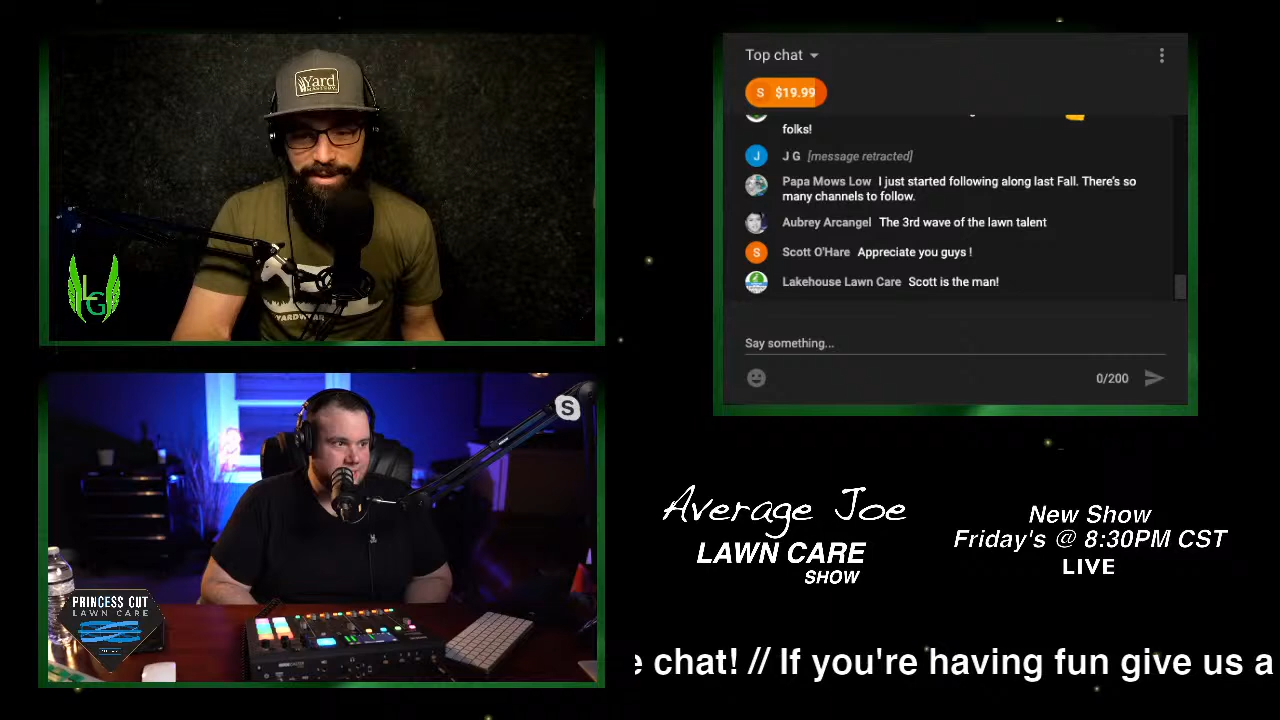 Yard
MASTERY
YARDWEAR
LG
S
PRINCESS CUT
LAWN CARE
Top chat
S $19.99
folks!
J J G [message retracted]
Papa Mows Low I just started following along last Fall. There's so
many channels to follow.
Aubrey Arcangel The 3rd wave of the lawn talent
S Scott O'Hare Appreciate you guys !
Lakehouse Lawn Care Scott is the man!
Say something...
0/200
Average Joe
LAWN CARE
SHOW
New Show
Friday's @ 8:30PM CST
LIVE
chat! // If you're having fun give us a